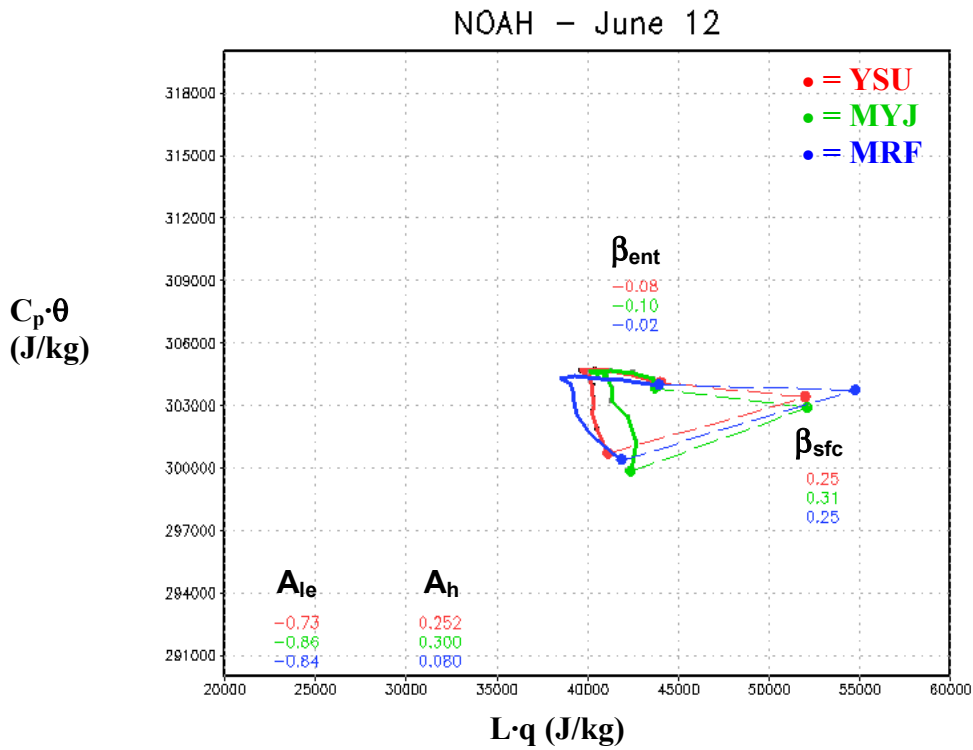 NOAH – June 12
● = YSU
● = MYJ
● = MRF
318000
315000
312000
309000
306000
303000
300000
297000
294000
291000
Cp·θ
(J/kg)
βent
−0.08
−0.10
−0.02
βsfc
0.25
0.31
0.25
Ale
−0.73
−0.86
−0.84
Ah
0.252
0.300
0.080
20000 25000 30000 35000 40000 45000 50000 55000 60000
L·q (J/kg)